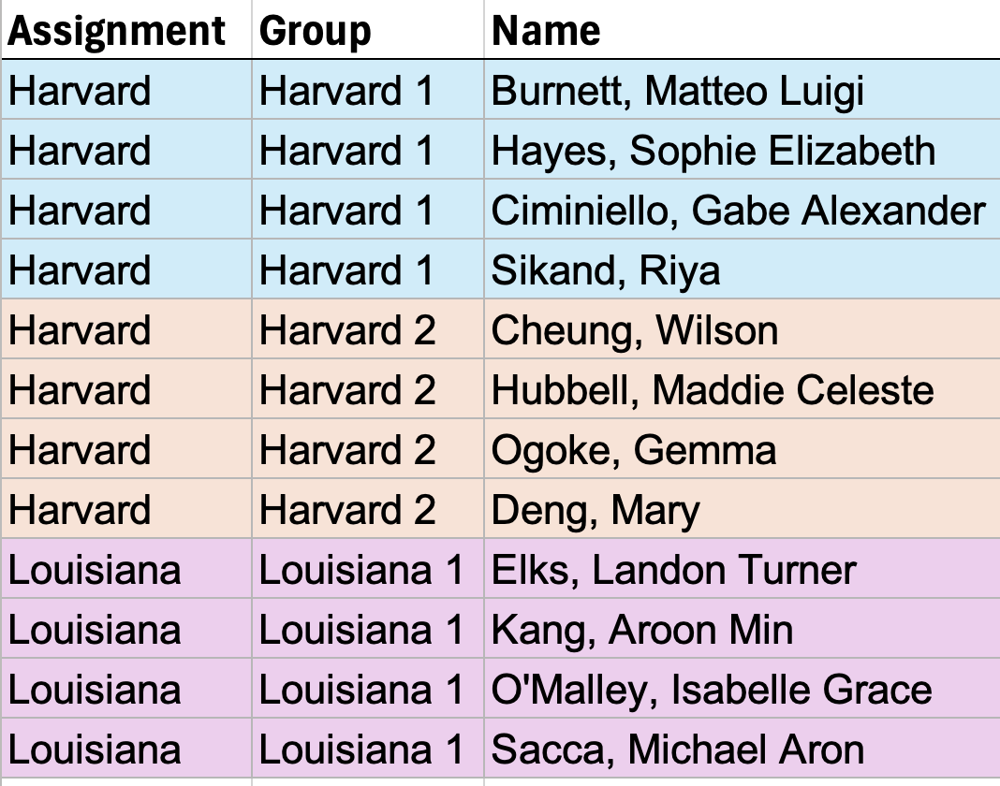 Assignment Group Name
Harvard Harvard 1 Burnett, Matteo Luigi
Harvard Harvard 1 Hayes, Sophie Elizabeth
Harvard Harvard 1 Ciminiello, Gabe Alexander
Harvard Harvard 1 Sikand, Riya
Harvard Harvard 2 Cheung, Wilson
Harvard Harvard 2 Hubbell, Maddie Celeste
Harvard Harvard 2 Ogoke, Gemma
Harvard Harvard 2 Deng, Mary
Louisiana Louisiana 1 Elks, Landon Turner
Louisiana Louisiana 1 Kang, Aroon Min
Louisiana Louisiana 1 O'Malley, Isabelle Grace
Louisiana Louisiana 1 Sacca, Michael Aron